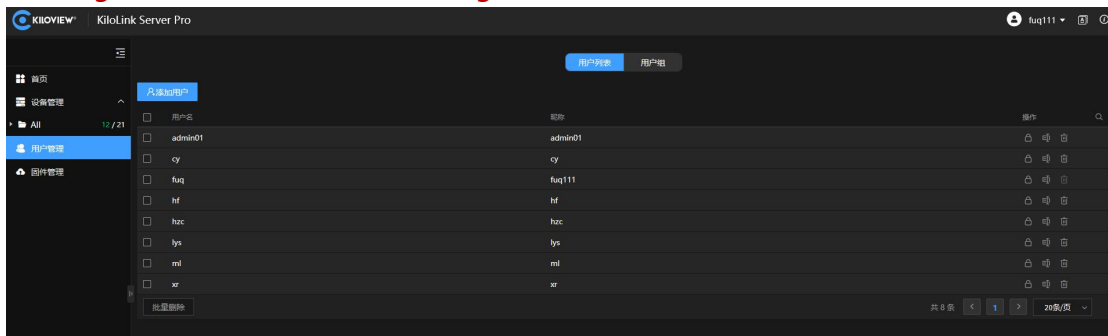 KILOVIEW® KiloLink Server Pro fuq111
用户列表 用户组
首页
设备管理
All 12 / 21
用户管理
固件管理
添加用户
用户名 昵称 操作
admin01 admin01
cy cy
fuq fuq111
hf hf
hzc hzc
lys lys
ml ml
xr xr
批量删除 共 8 条 1 20条/页